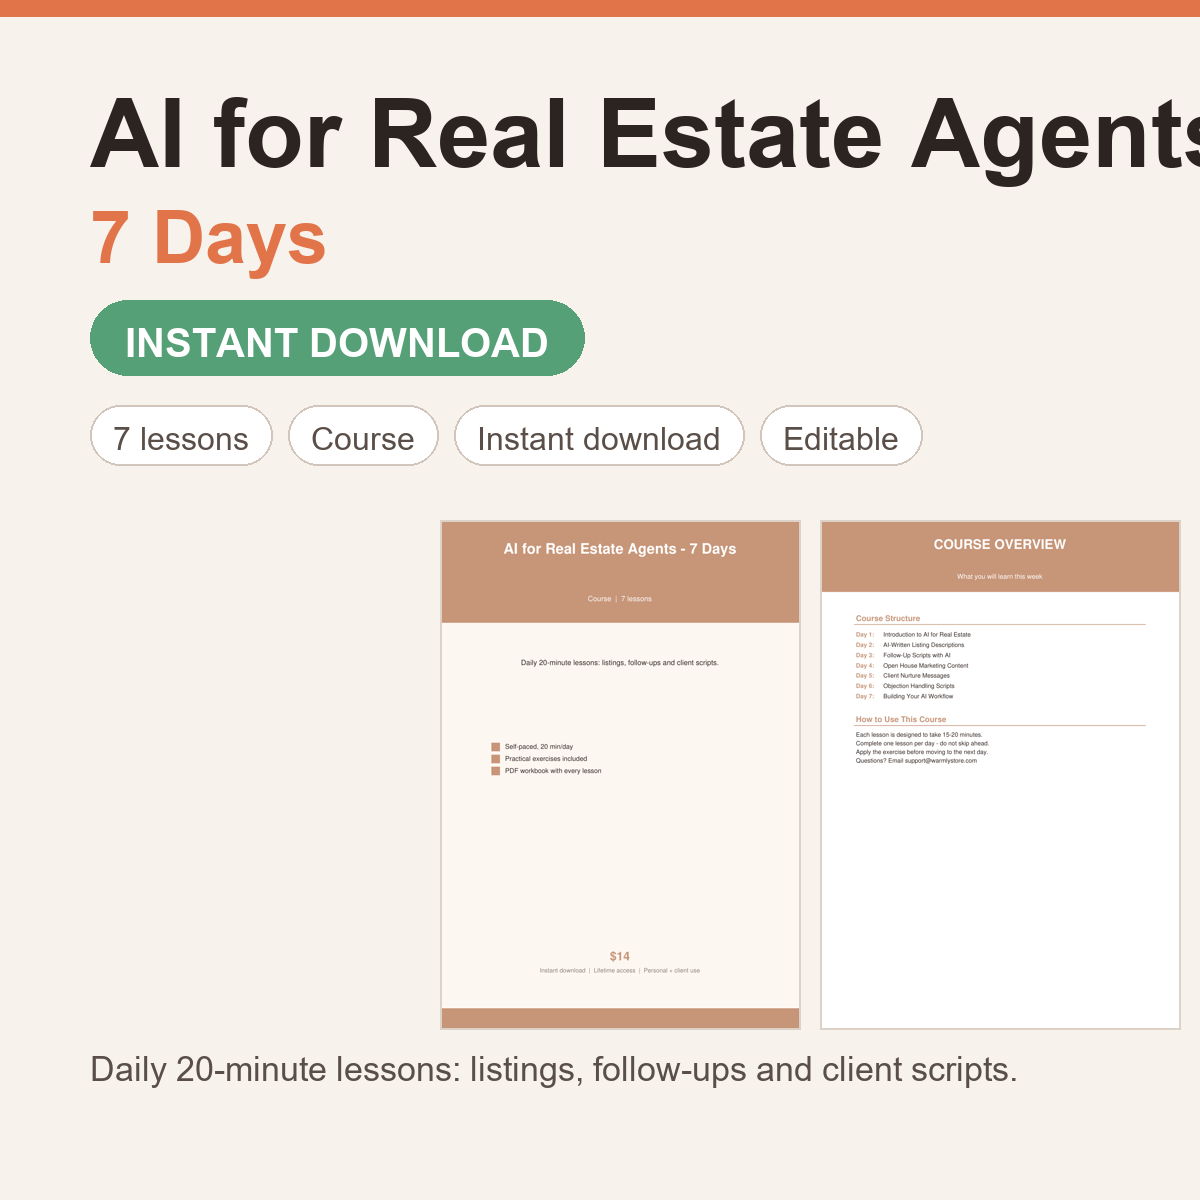 AI for Real Estate Agents
7 Days
INSTANT DOWNLOAD
7 lessons
Course
Instant download
Editable
AI for Real Estate Agents - 7 Days
Course | 7 lessons
Daily 20-minute lessons: listings, follow-ups and client scripts.
Self-paced, 20 min/day
Practical exercises included
PDF workbook with every lesson
$14
Instant download | Lifetime access | Personal + client use
COURSE OVERVIEW
What you will learn this week
Course Structure
Day 1: Introduction to AI for Real Estate
Day 2: AI-Written Listing Descriptions
Day 3: Follow-Up Scripts with AI
Day 4: Open House Marketing Content
Day 5: Client Nurture Messages
Day 6: Objection Handling Scripts
Day 7: Building Your AI Workflow
How to Use This Course
Each lesson is designed to take 15-20 minutes.
Complete one lesson per day - do not skip ahead.
Apply the exercise before moving to the next day.
Questions? Email support@warmlystore.com
Daily 20-minute lessons: listings, follow-ups and client scripts.